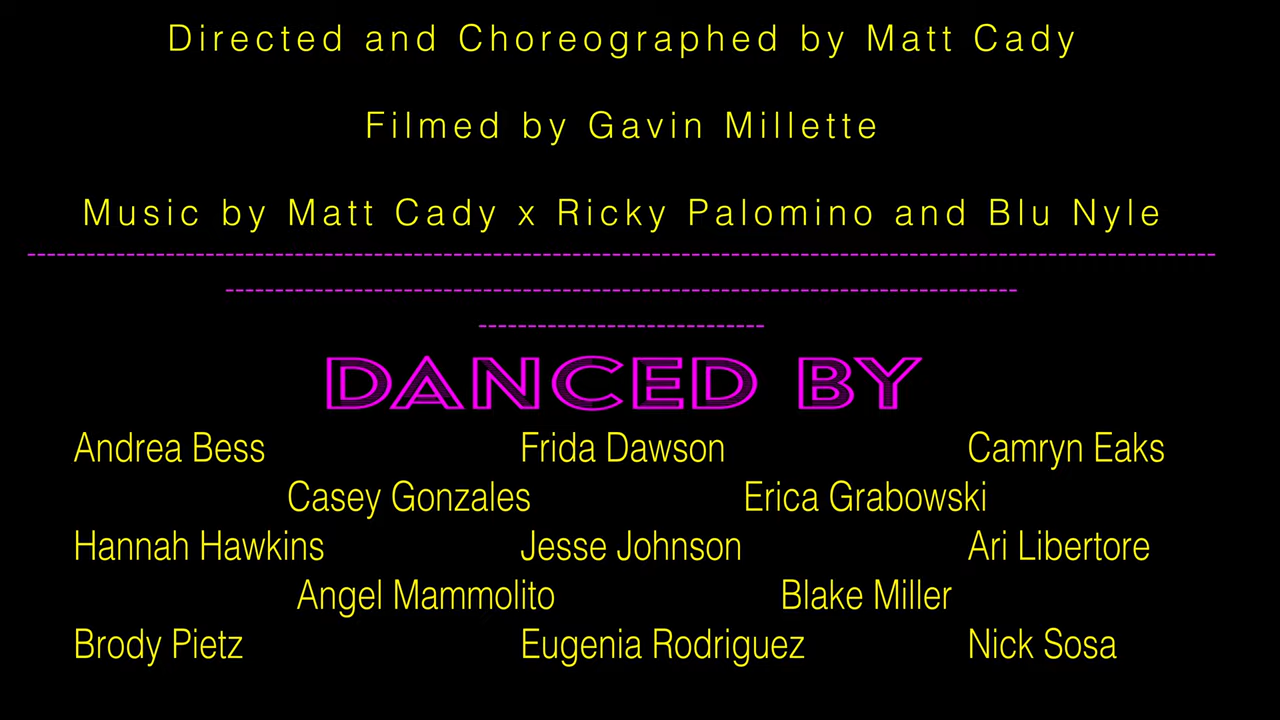 Directed and Choreographed by Matt Cady
Filmed by Gavin Millette
Music by Matt Cady x Ricky Palomino and Blu Nyle
DANCED BY
Andrea Bess Frida Dawson Camryn Eaks
Casey Gonzales Erica Grabowski
Hannah Hawkins Jesse Johnson Ari Libertore
Angel Mammolito Blake Miller
Brody Pietz Eugenia Rodriguez Nick Sosa